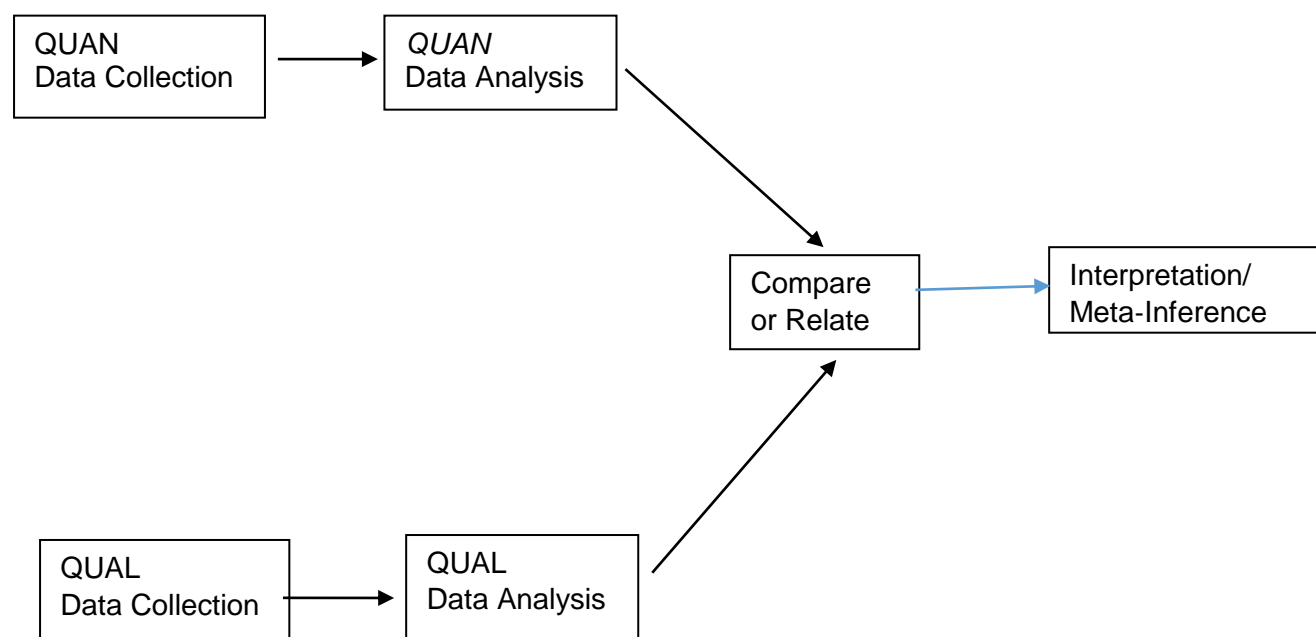 QUAN
Data Collection
QUAN
Data Analysis
Compare
or Relate
Interpretation/
Meta-Inference
QUAL
Data Collection
QUAL
Data Analysis